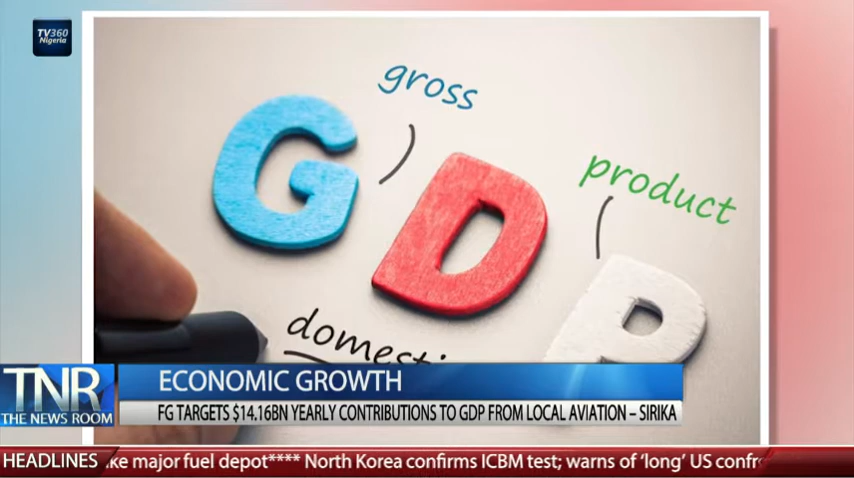 TV360
Nigeria
gross
G
D
product
P
TNR
THE NEWS ROOM
ECONOMIC GROWTH
FG TARGETS $14.16BN YEARLY CONTRIBUTIONS TO GDP FROM LOCAL AVIATION – SIRIKA
HEADLINES
major fuel depot**** North Korea confirms ICBM test; warns of ‘long’ US